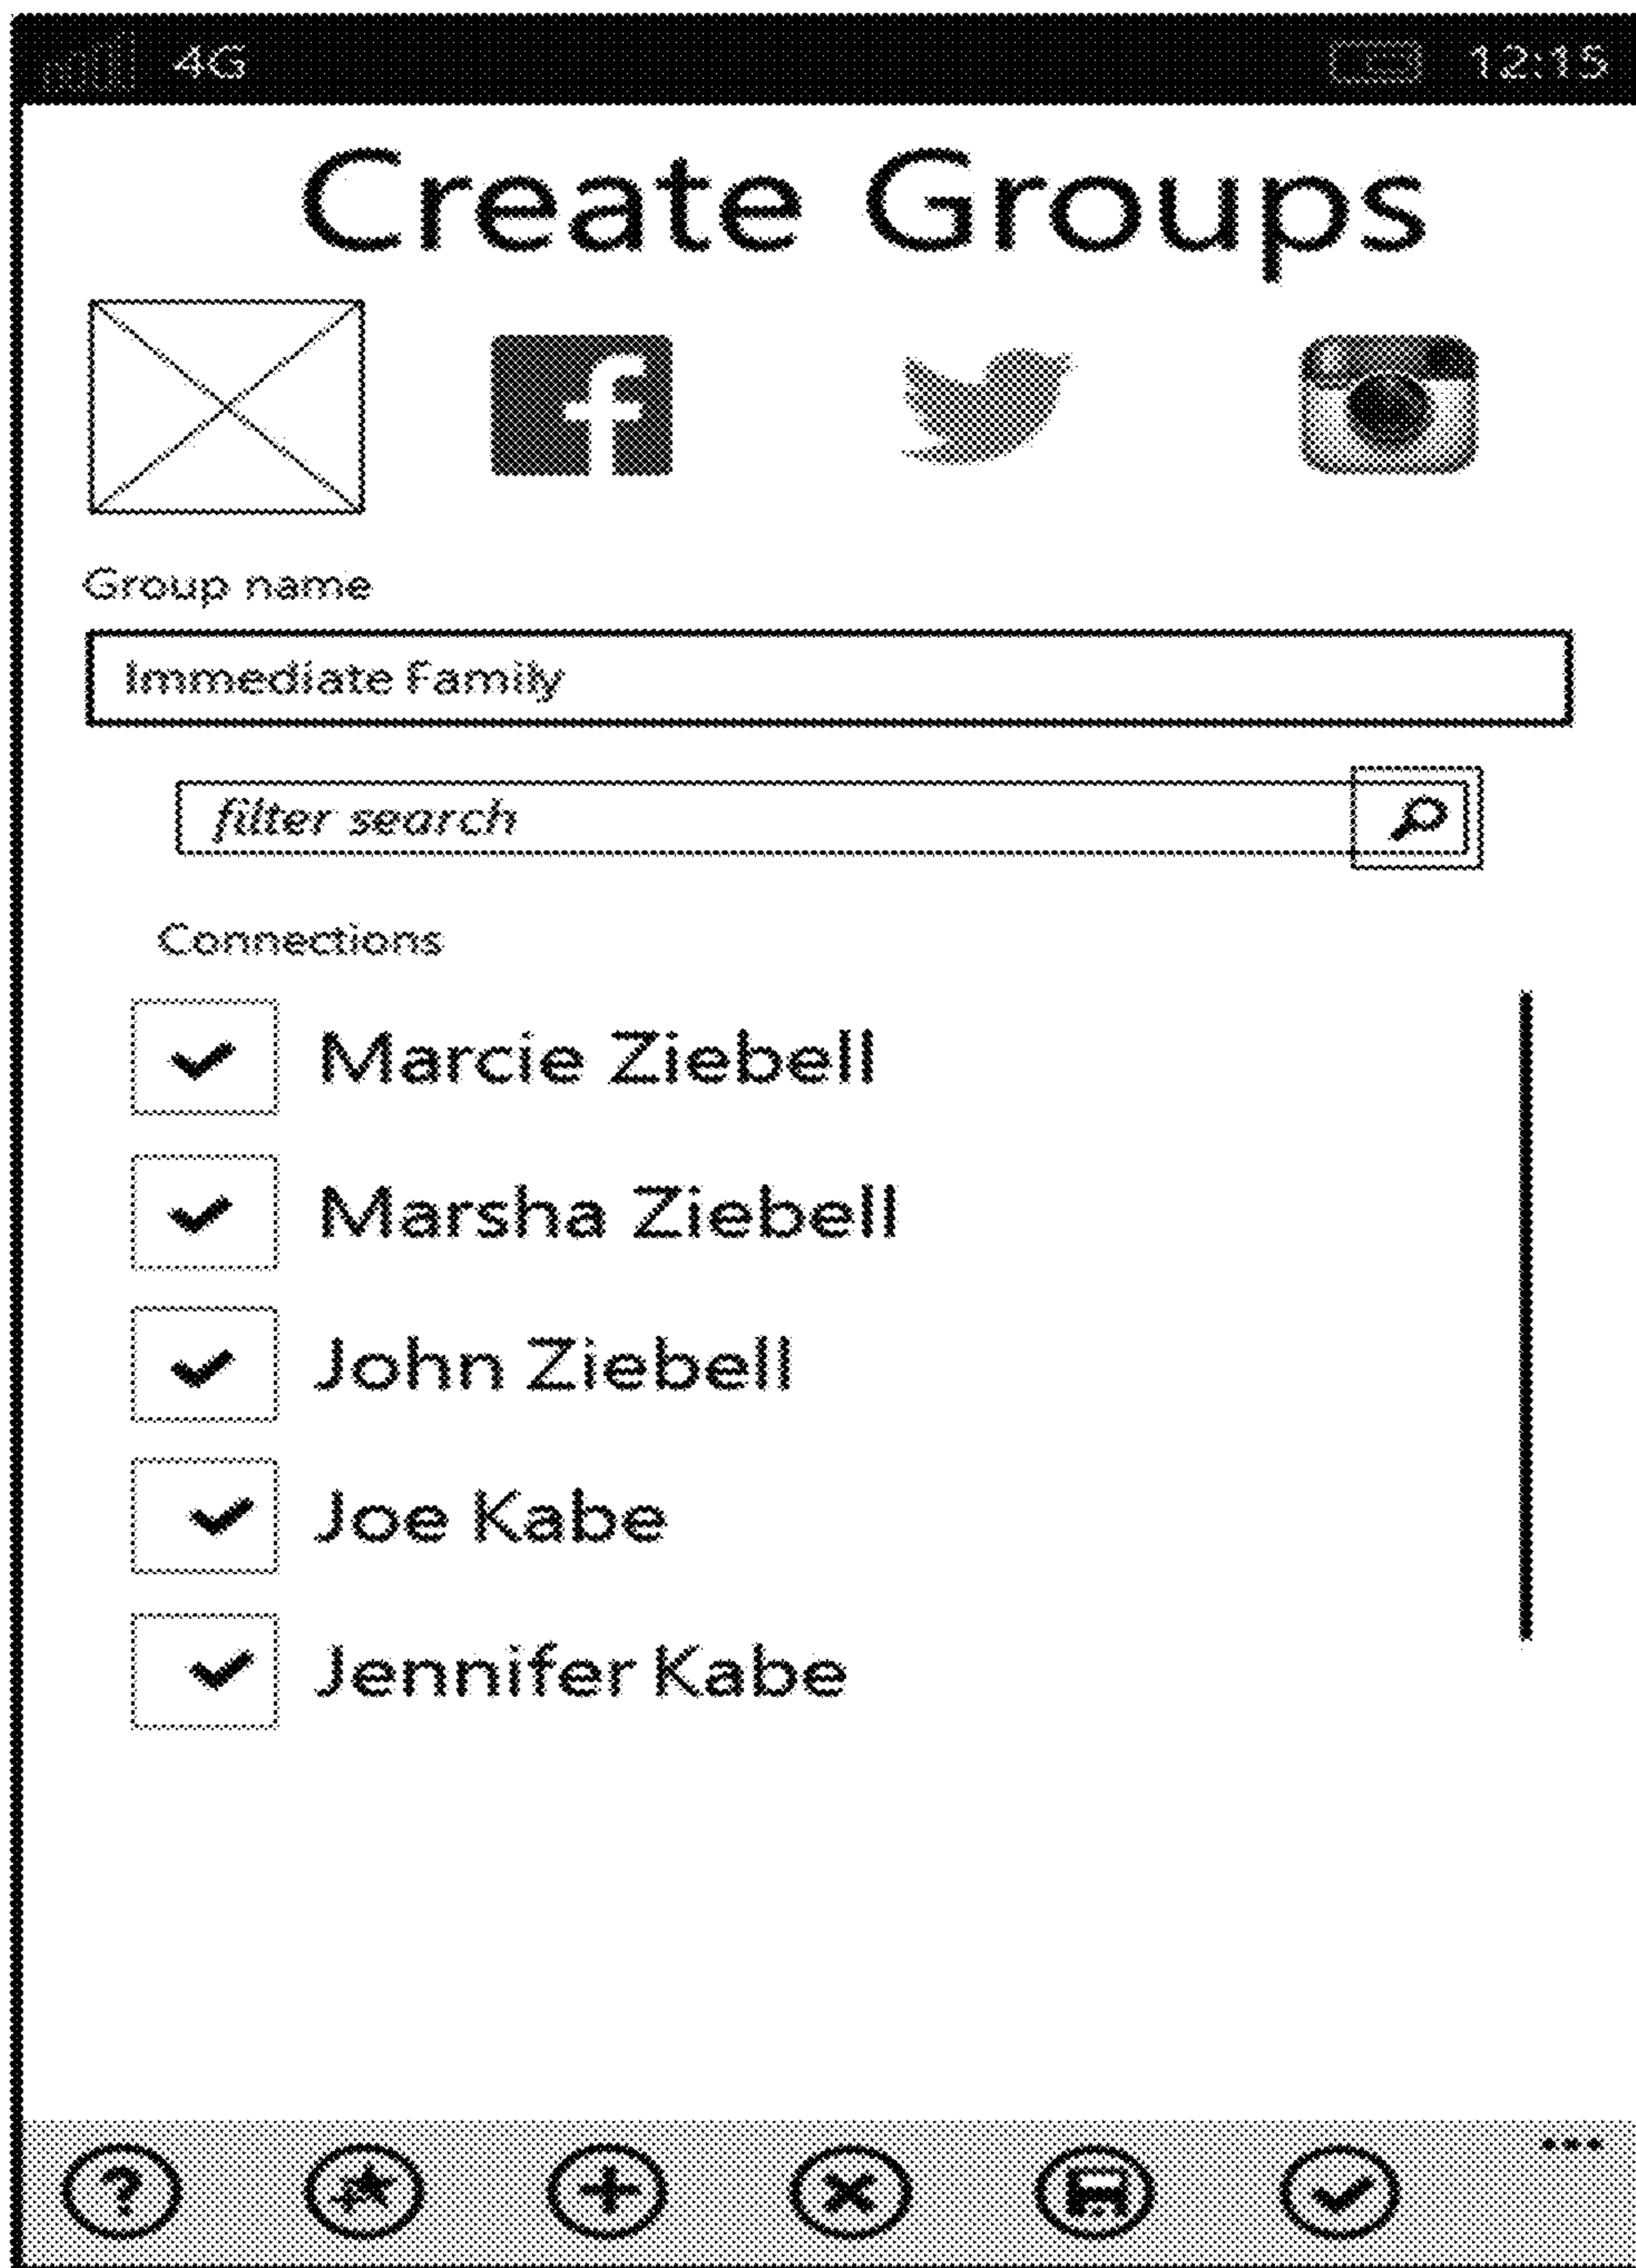 4G 12:15
Create Groups
Group name
Immediate Family
filter search
Connections
Marcie Ziebell
Marsha Ziebell
John Ziebell
Joe Kabe
Jennifer Kabe